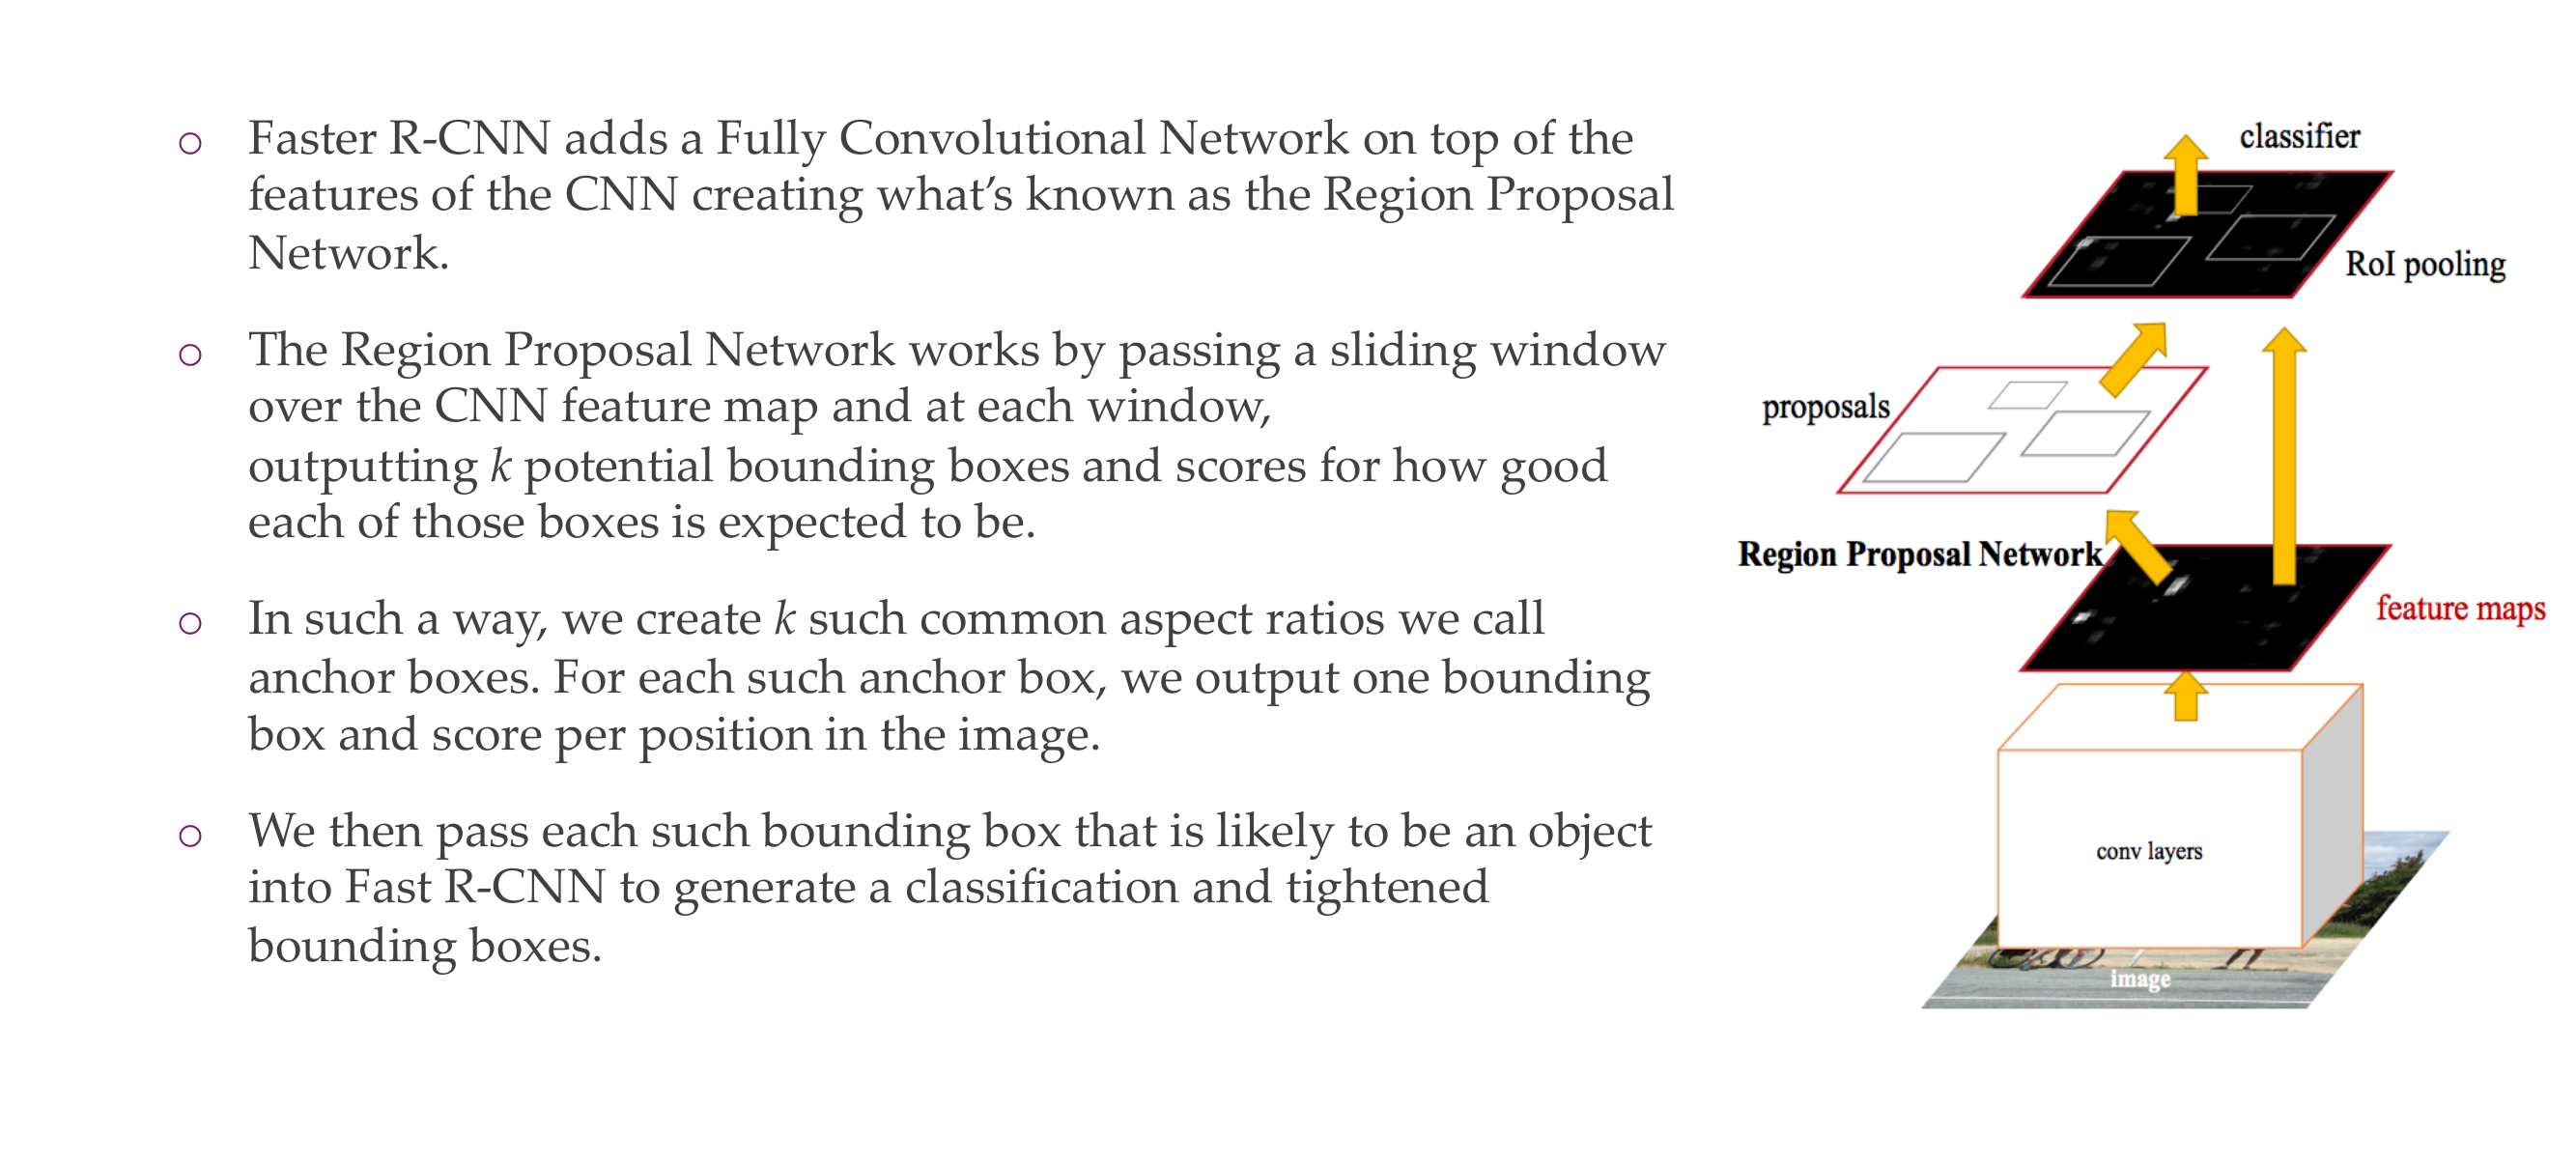 ○ Faster R-CNN adds a Fully Convolutional Network on top of the
features of the CNN creating what’s known as the Region Proposal
Network.
○ The Region Proposal Network works by passing a sliding window
over the CNN feature map and at each window,
outputting k potential bounding boxes and scores for how good
each of those boxes is expected to be.
○ In such a way, we create k such common aspect ratios we call
anchor boxes. For each such anchor box, we output one bounding
box and score per position in the image.
○ We then pass each such bounding box that is likely to be an object
into Fast R-CNN to generate a classification and tightened
bounding boxes.
classifier
RoI pooling
proposals
Region Proposal Network
feature maps
conv layers
image